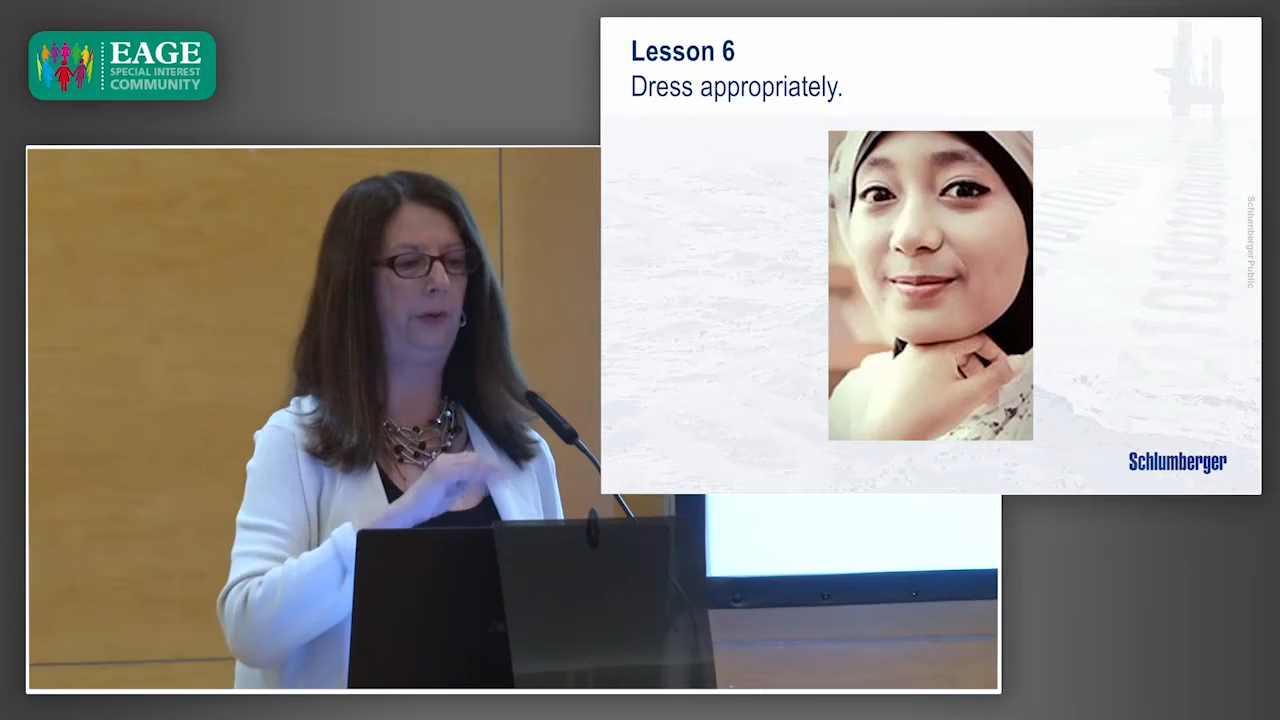 EAGE
SPECIAL INTEREST
COMMUNITY
Lesson 6
Dress appropriately.
Schlumberger Public
Schlumberger